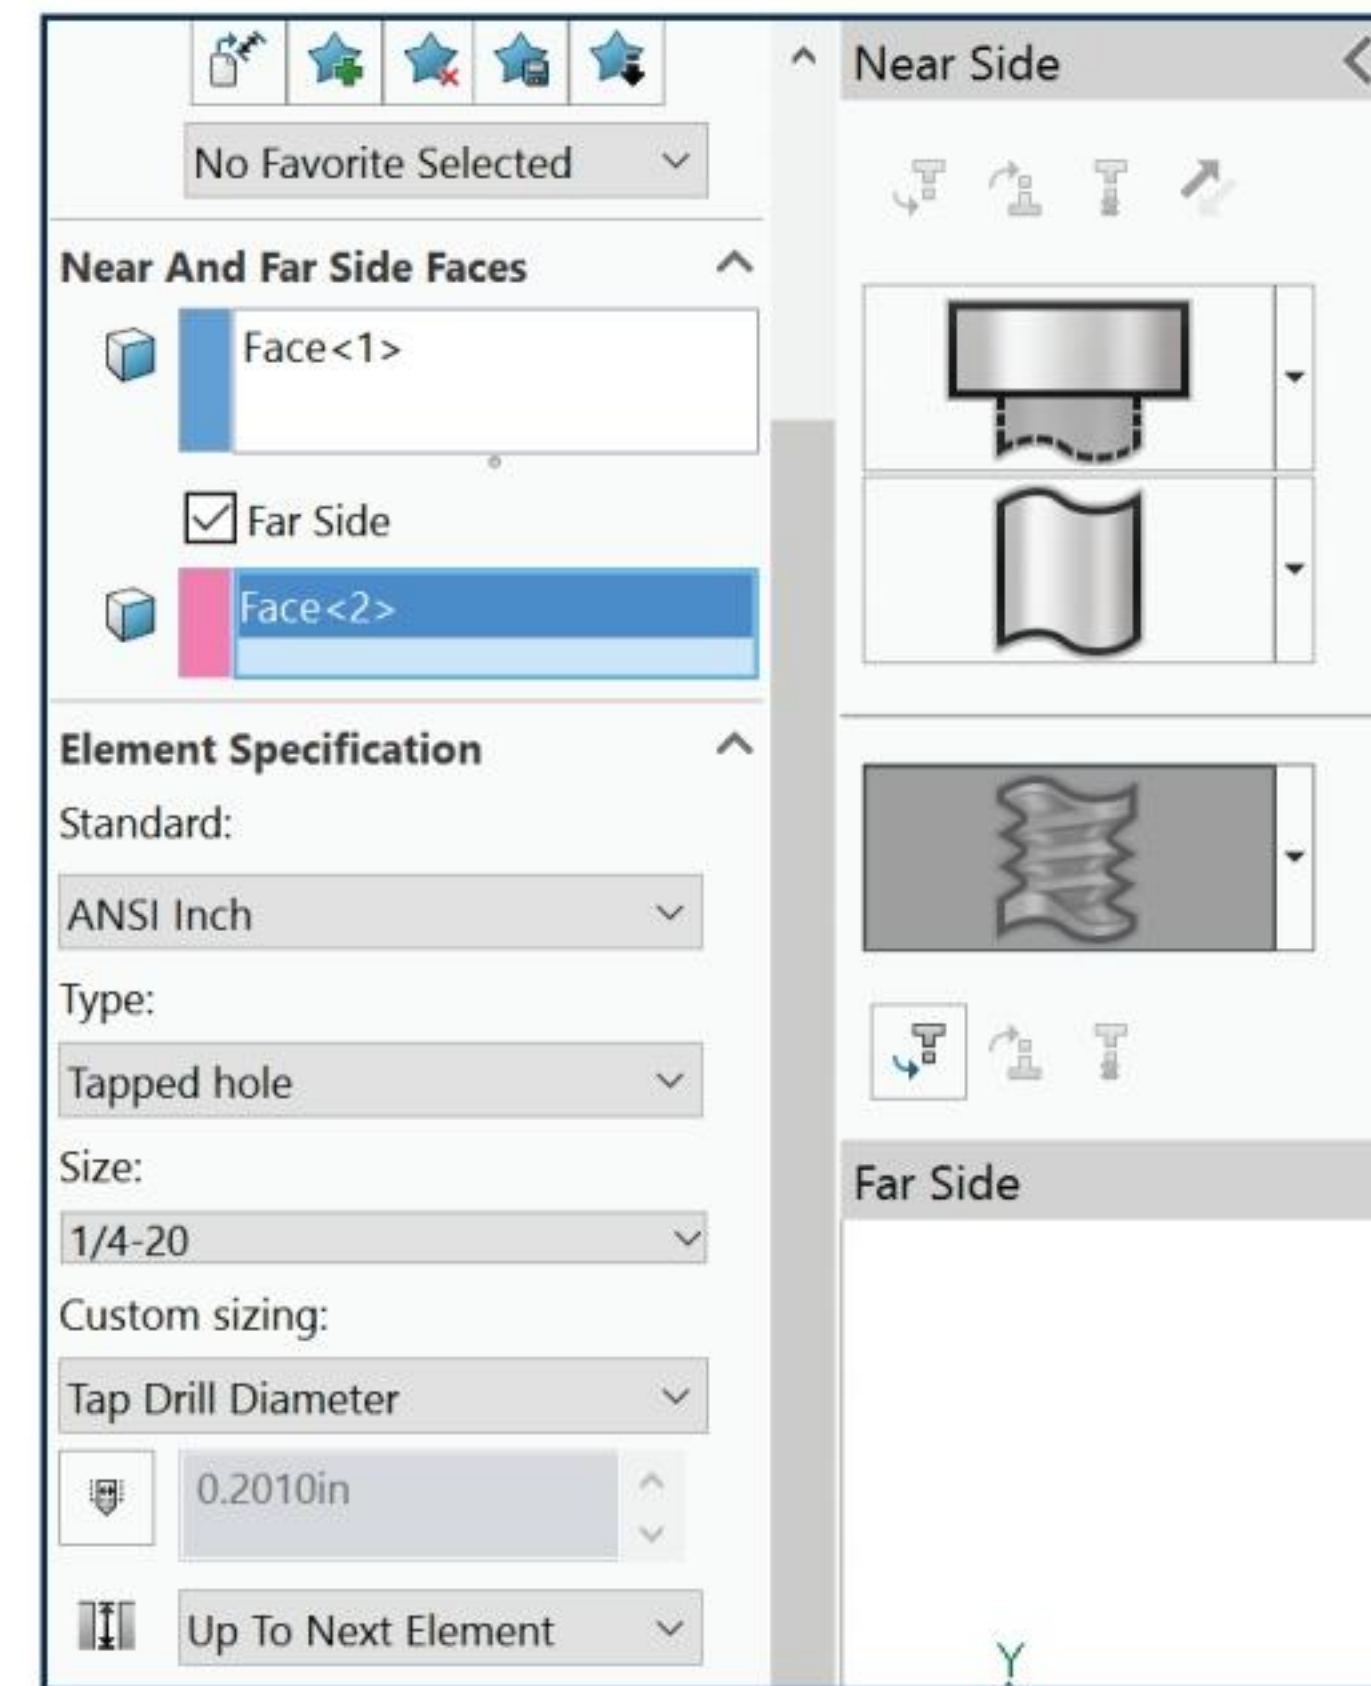 No Favorite Selected
Near And Far Side Faces
Face<1>
Far Side
Face<2>
Element Specification
Standard:
ANSI Inch
Type:
Tapped hole
Size:
1/4-20
Custom sizing:
Tap Drill Diameter
0.2010in
Up To Next Element
Near Side
Far Side
Y